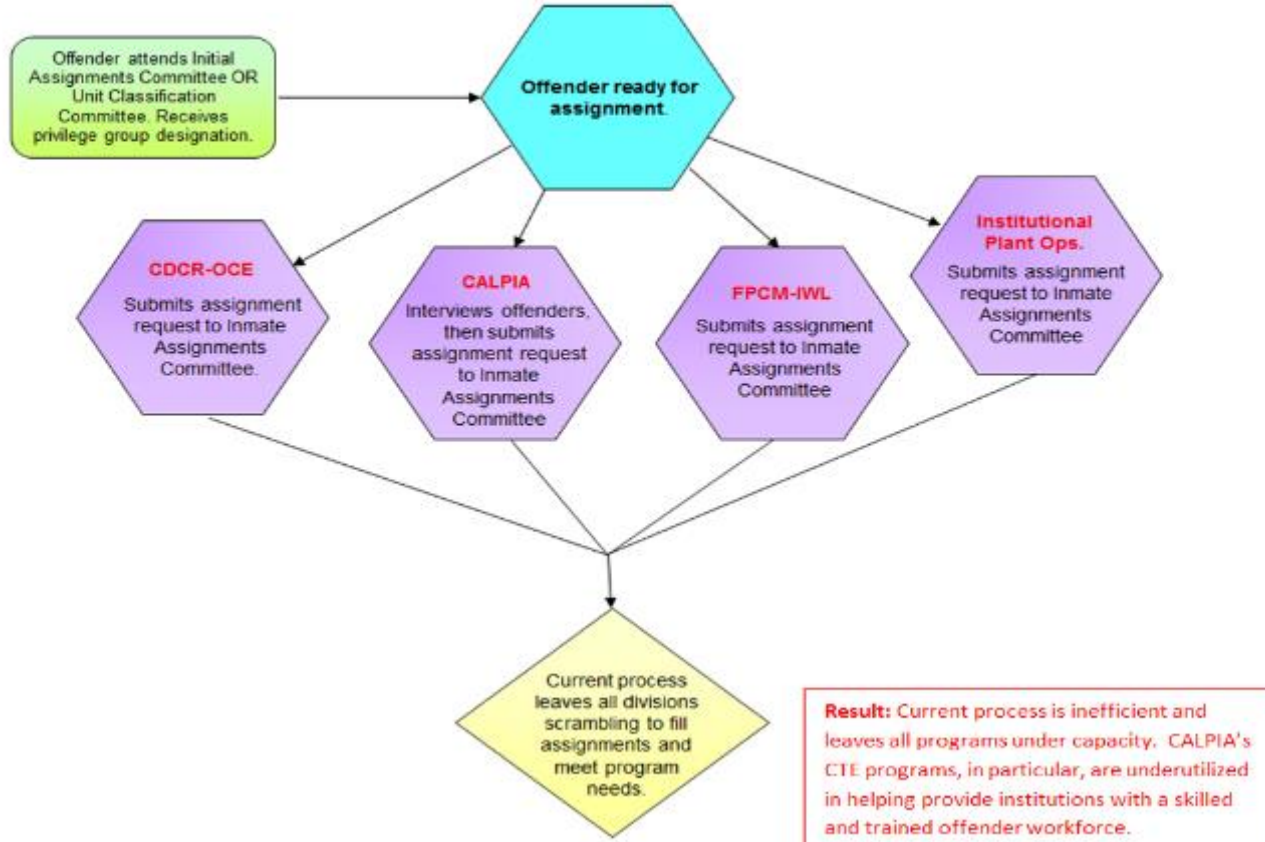 Offender attends Initial
Assignments Committee OR
Unit Classification
Committee. Receives
privilege group designation.
Offender ready for
assignment.
CDCR-OCE
Submits assignment
request to Inmate
Assignments
Committee.
CALPIA
Interviews offenders,
then submits
assignment request
to Inmate
Assignments
Committee
FPCM-IWL
Submits assignment
request to Inmate
Assignments
Committee
Institutional
Plant Ops.
Submits assignment
request to Inmate
Assignments
Committee
Current process
leaves all divisions
scrambling to fill
assignments and
meet program
needs.
Result: Current process is inefficient and
leaves all programs under capacity. CALPIA's
CTE programs, in particular, are underutilized
in helping provide institutions with a skilled
and trained offender workforce.